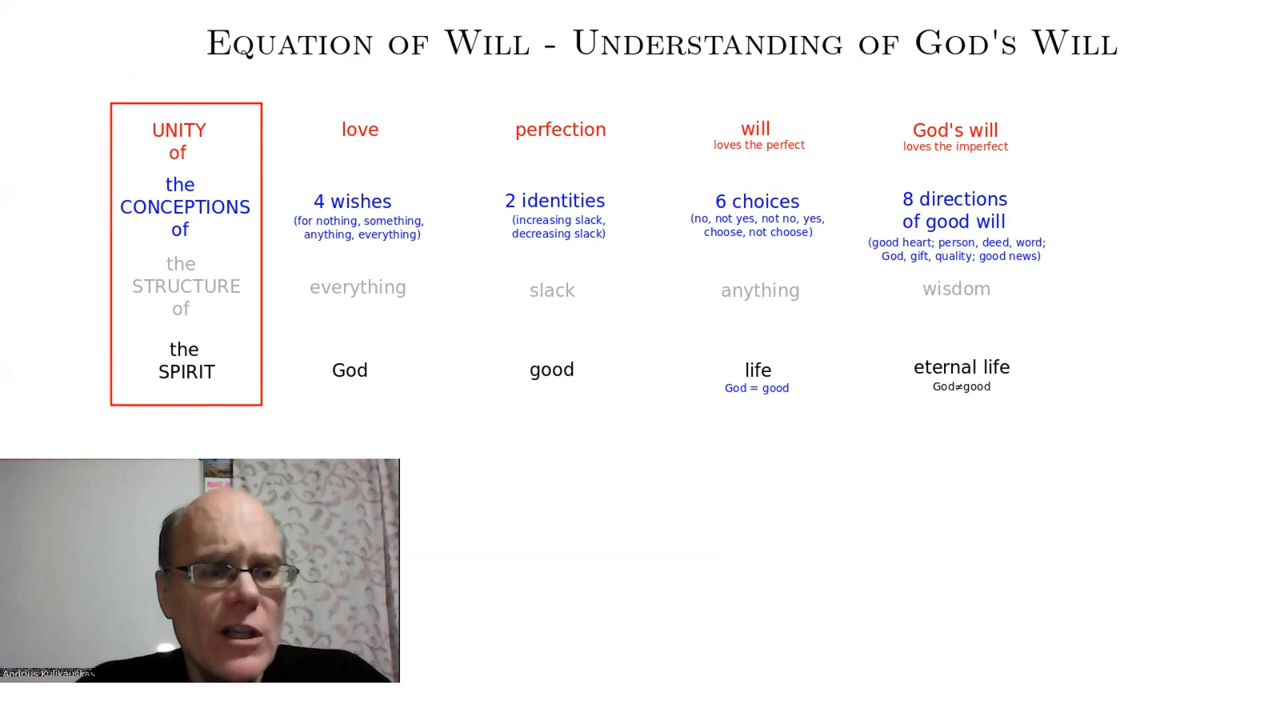 Equation of Will - Understanding of God's Will
UNITY
of
the
CONCEPTIONS
of
the
STRUCTURE
of
the
SPIRIT
love
4 wishes
(for nothing, something,
anything, everything)
everything
God
perfection
2 identities
(increasing slack,
decreasing slack)
slack
good
will
loves the perfect
6 choices
(no, not yes, not no, yes,
choose, not choose)
anything
life
God = good
God's will
loves the imperfect
8 directions
of good will
(good heart; person, deed, word;
God, gift, quality; good news)
wisdom
eternal life
God≠good
Andrius Kulikauskas